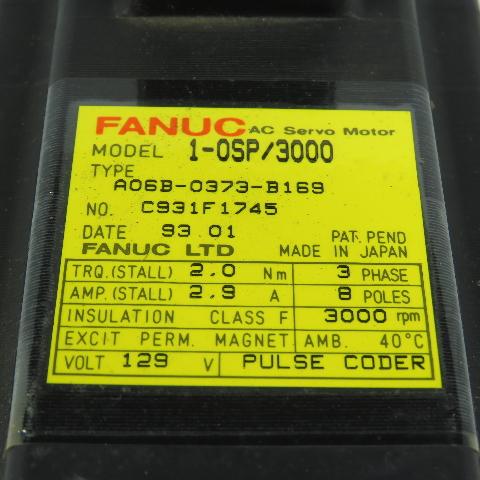 FANUC AC Servo Motor
MODEL 1-0SP/3000
TYPE
A06B-0373-B169
NO. C931F1745
DATE 93.01
PAT. PEND
FANUC LTD MADE IN JAPAN
TRQ.(STALL) 2.0 Nm 3 PHASE
AMP.(STALL) 2.9 A 8 POLES
INSULATION CLASS F 3000 rpm
EXCIT PERM. MAGNET AMB. 40°C
VOLT 129 V PULSE CODER